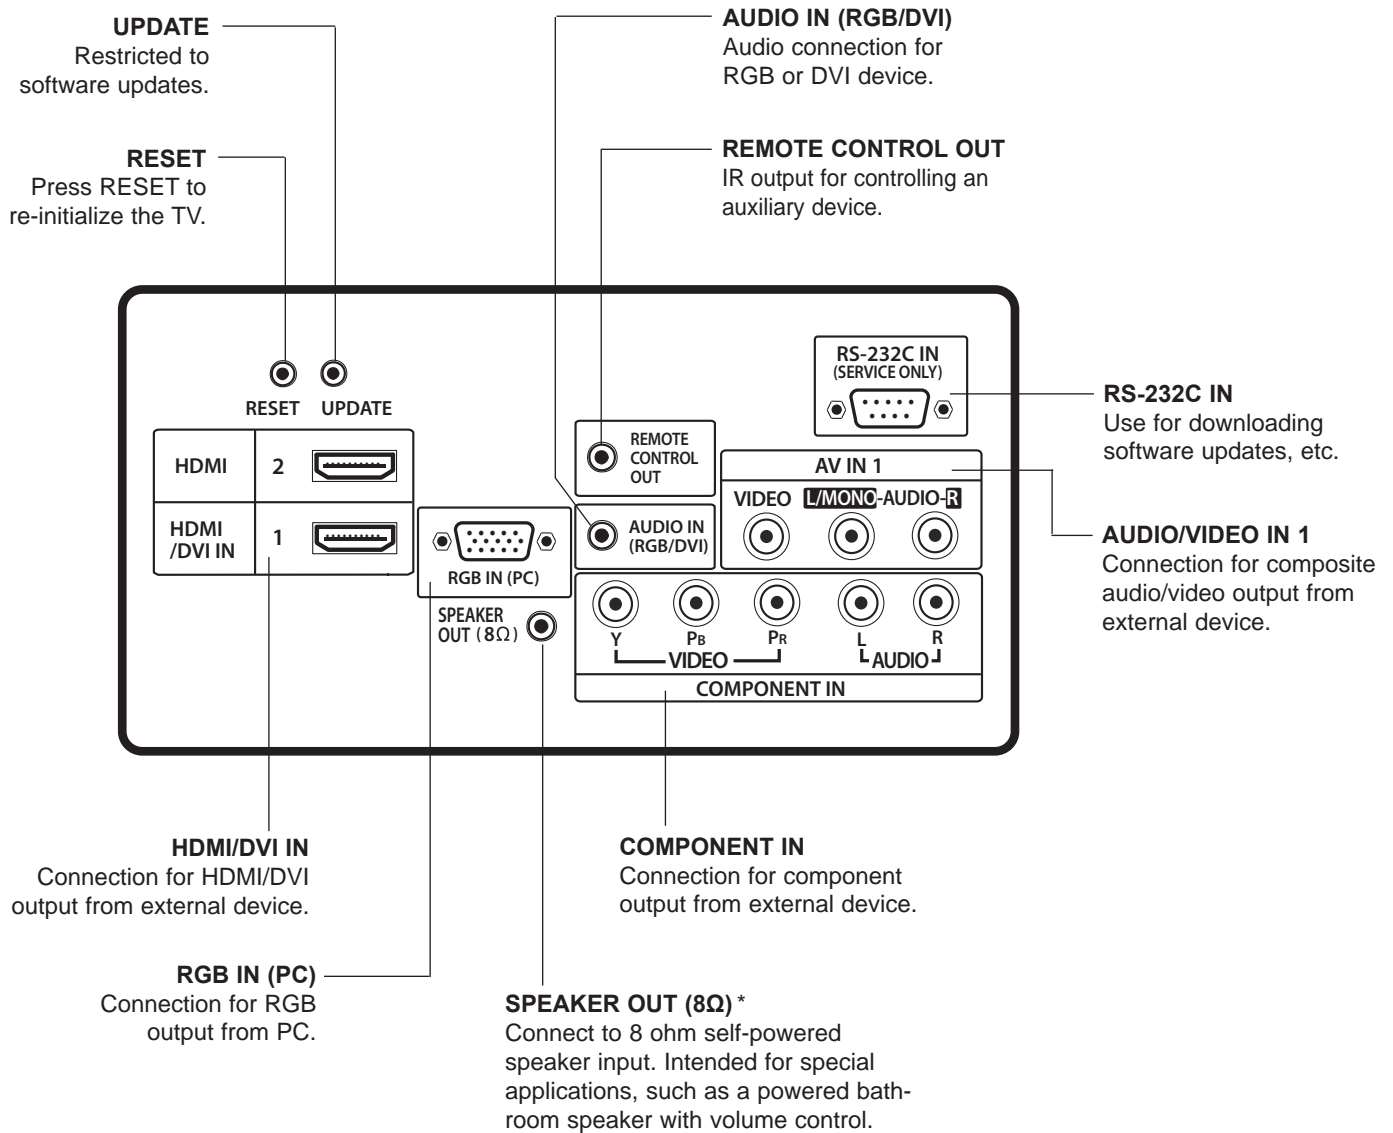 UPDATE
Restricted to
software updates.
RESET
Press RESET to
re-initialize the TV.
AUDIO IN (RGB/DVI)
Audio connection for
RGB or DVI device.
REMOTE CONTROL OUT
IR output for controlling an
auxiliary device.
RESET UPDATE
HDMI 2
HDMI
/DVI IN 1
RGB IN (PC)
SPEAKER
OUT (8Ω)
REMOTE
CONTROL
OUT
AUDIO IN
(RGB/DVI)
RS-232C IN
(SERVICE ONLY)
AV IN 1
VIDEO L/MONO-AUDIO-R
Y PB PR L R
VIDEO AUDIO
COMPONENT IN
RS-232C IN
Use for downloading
software updates, etc.
AUDIO/VIDEO IN 1
Connection for composite
audio/video output from
external device.
HDMI/DVI IN
Connection for HDMI/DVI
output from external device.
RGB IN (PC)
Connection for RGB
output from PC.
COMPONENT IN
Connection for component
output from external device.
SPEAKER OUT (8Ω) *
Connect to 8 ohm self-powered
speaker input. Intended for special
applications, such as a powered bath-
room speaker with volume control.